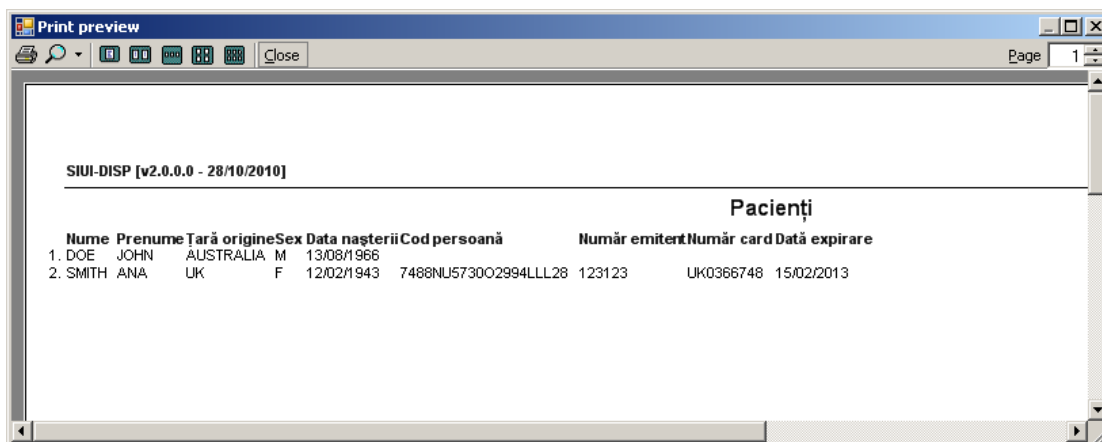 Print preview
Close Page 1
SIUI-DISP [v2.0.0.0 - 28/10/2010]
Pacienți
Nume Prenume Țară origine Sex Data nașterii Cod persoană Număr emitent Număr card Dată expirare
1. DOE JOHN AUSTRALIA M 13/08/1966
2. SMITH ANA UK F 12/02/1943 7488NU5730O2994LLL28 123123 UK0366748 15/02/2013